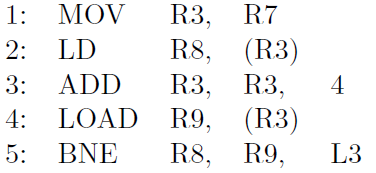 1: MOV R3, R7
2: LD R8, (R3)
3: ADD R3, R3, 4
4: LOAD R9, (R3)
5: BNE R8, R9, L3